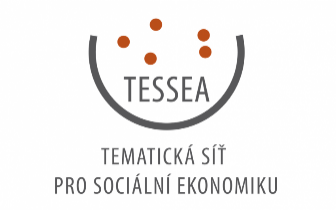 TESSEA
TEMATICKÁ SÍŤ
PRO SOCIÁLNÍ EKONOMIKU